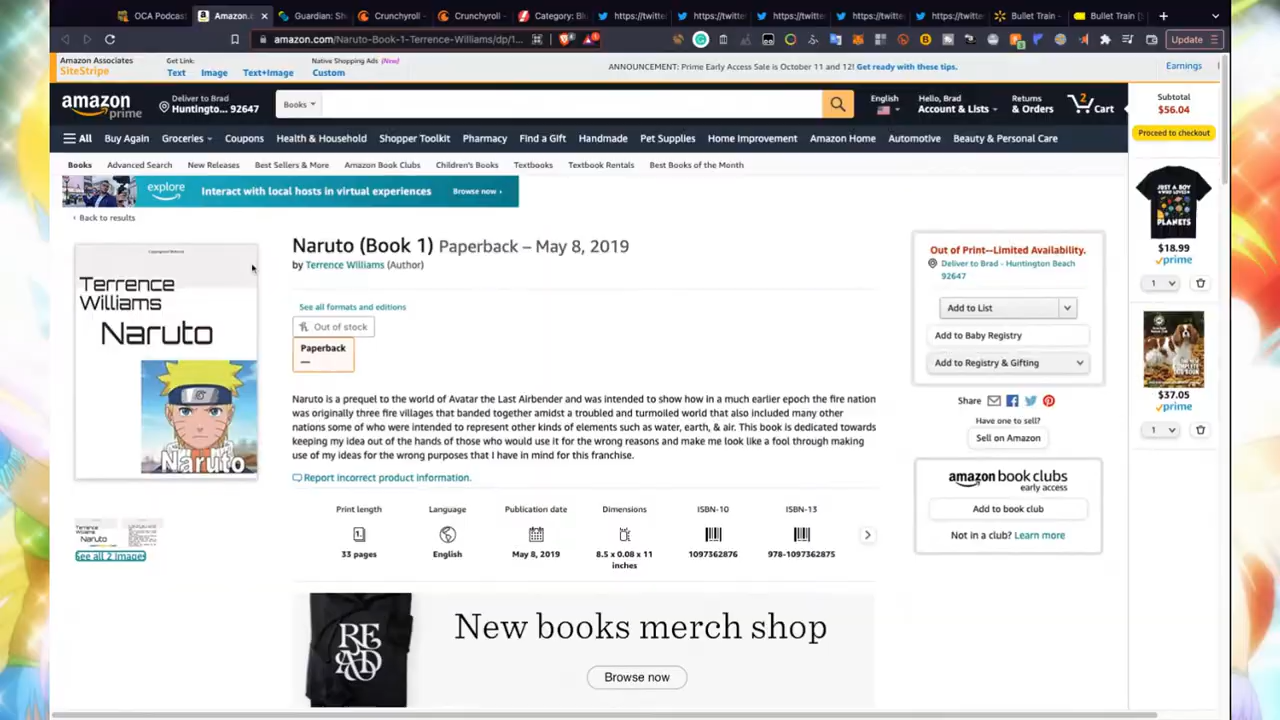 OCA Podcast
Amazon.
Guardian: Sh
Crunchyroll -
Crunchyroll -
Category: Bl
https://twitte
https://twitte
https://twitte
https://twitte
https://twitte
Bullet Train -
Bullet Train (
amazon.com/Naruto-Book-1-Terrence-Williams/dp/1...
Update
Amazon Associates
SiteStripe
Get Link:
Text
Image
Text+Image
Native Shopping Ads (New)
Custom
ANNOUNCEMENT: Prime Early Access Sale is October 11 and 12! Get ready with these tips.
Earnings
amazon
prime
Deliver to Brad
Huntingto... 92647
Books
English
Hello, Brad
Account & Lists
Returns
& Orders
2
Cart
Subtotal
$56.04
Proceed to checkout
All
Buy Again
Groceries
Coupons
Health & Household
Shopper Toolkit
Pharmacy
Find a Gift
Handmade
Pet Supplies
Home Improvement
Amazon Home
Automotive
Beauty & Personal Care
Books
Advanced Search
New Releases
Best Sellers & More
Amazon Book Clubs
Children's Books
Textbooks
Textbook Rentals
Best Books of the Month
explore
Interact with local hosts in virtual experiences
Browse now ›
‹ Back to results
Terrence
Williams
Naruto
Naruto
See all 2 Images
Naruto (Book 1) Paperback – May 8, 2019
by Terrence Williams (Author)
See all formats and editions
Out of stock
Paperback
—
Naruto is a prequel to the world of Avatar the Last Airbender and was intended to show how in a much earlier epoch the fire nation
was originally three fire villages that banded together amidst a troubled and turmoiled world that also included many other
nations some of who were intended to represent other kinds of elements such as water, earth, & air. This book is dedicated towards
keeping my idea out of the hands of those who would use it for the wrong reasons and make me look like a fool through making
use of my ideas for the wrong purposes that I have in mind for this franchise.
Report incorrect product information.
Print length
33 pages
Language
English
Publication date
May 8, 2019
Dimensions
8.5 x 0.08 x 11
inches
ISBN-10
1097362876
ISBN-13
978-1097362875
READ
New books merch shop
Browse now
Out of Print--Limited Availability.
Deliver to Brad - Huntington Beach
92647
Add to List
Add to Baby Registry
Add to Registry & Gifting
Share
Have one to sell?
Sell on Amazon
amazon book clubs
early access
Add to book club
Not in a club? Learn more
JUST A BOY
WHO LOVES
PLANETS
$18.99
prime
1
$37.05
prime
1